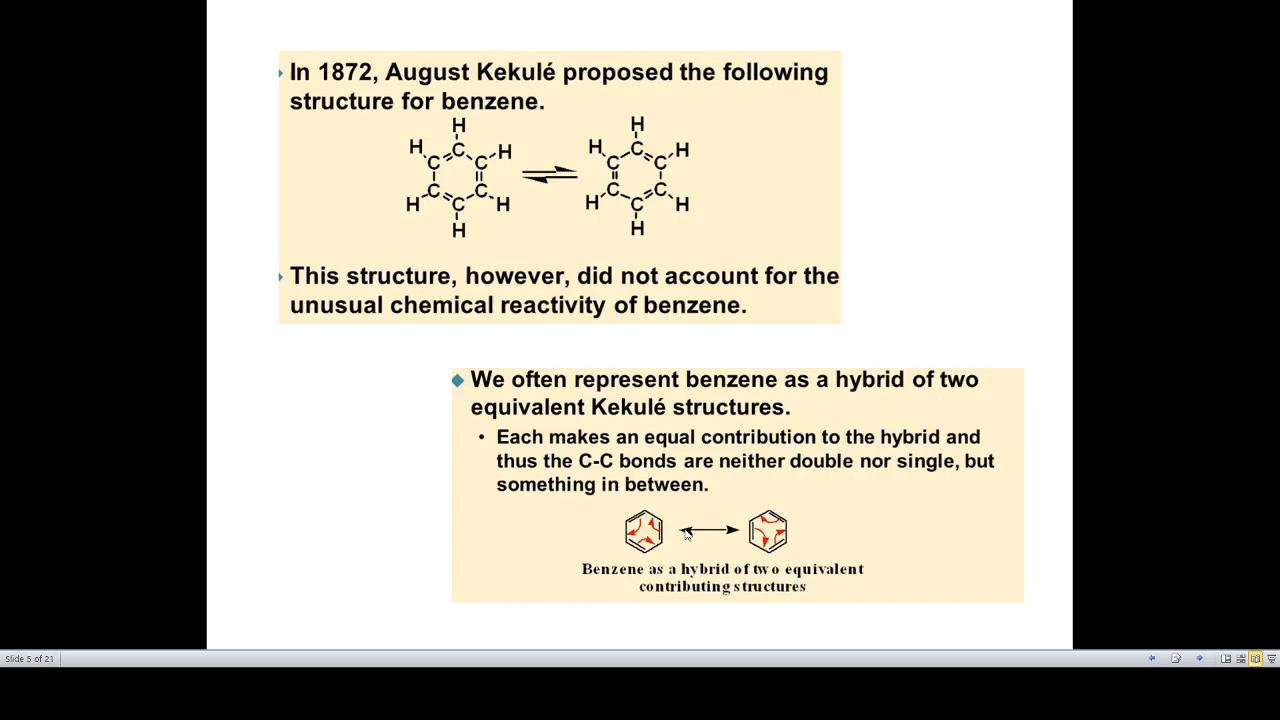 In 1872, August Kekulé proposed the following
structure for benzene.
H
H C H
C C
C C
H C H
H
H
H C H
C C
C C
H C H
H
This structure, however, did not account for the
unusual chemical reactivity of benzene.
We often represent benzene as a hybrid of two
equivalent Kekulé structures.
• Each makes an equal contribution to the hybrid and
thus the C-C bonds are neither double nor single, but
something in between.
Benzene as a hybrid of two equivalent
contributing structures
Slide 5 of 21